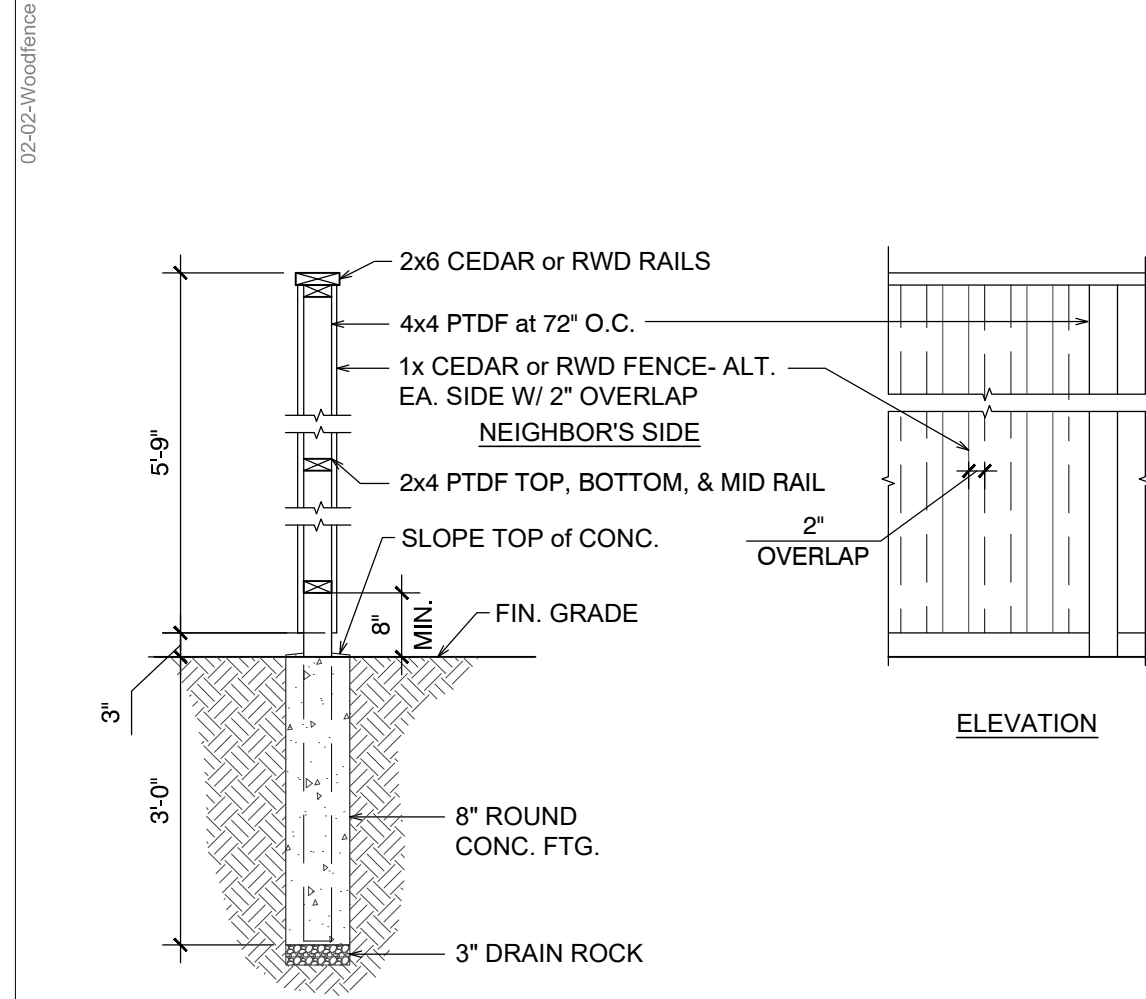 02-02-Woodfence
2x6 CEDAR or RWD RAILS
4x4 PTDF at 72" O.C.
1x CEDAR or RWD FENCE- ALT.
EA. SIDE W/ 2" OVERLAP
NEIGHBOR'S SIDE
5'-9"
2x4 PTDF TOP, BOTTOM, & MID RAIL
2"
OVERLAP
SLOPE TOP of CONC.
8"
MIN.
FIN. GRADE
3"
ELEVATION
3'-0"
8" ROUND
CONC. FTG.
3" DRAIN ROCK